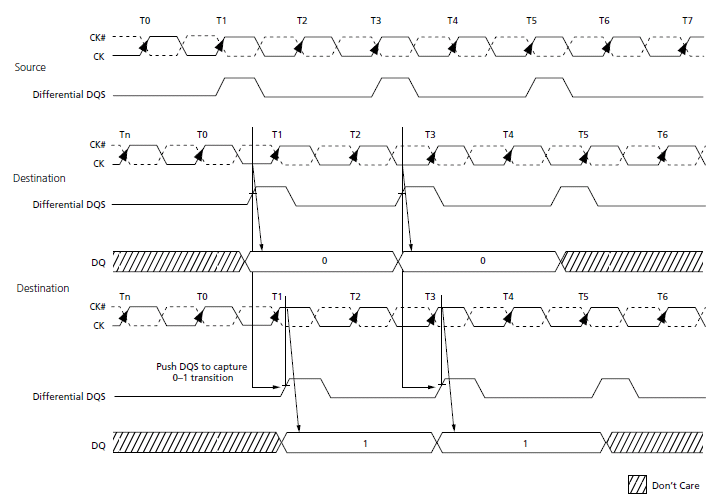 T0 T1 T2 T3 T4 T5 T6 T7
CK#
CK
Source
Differential DQS
Tn T0 T1 T2 T3 T4 T5 T6
CK#
CK
Destination
Differential DQS
DQ 0 0
Destination
Tn T0 T1 T2 T3 T4 T5 T6
CK#
CK
Push DQS to capture
0–1 transition
Differential DQS
DQ 1 1
Don't Care